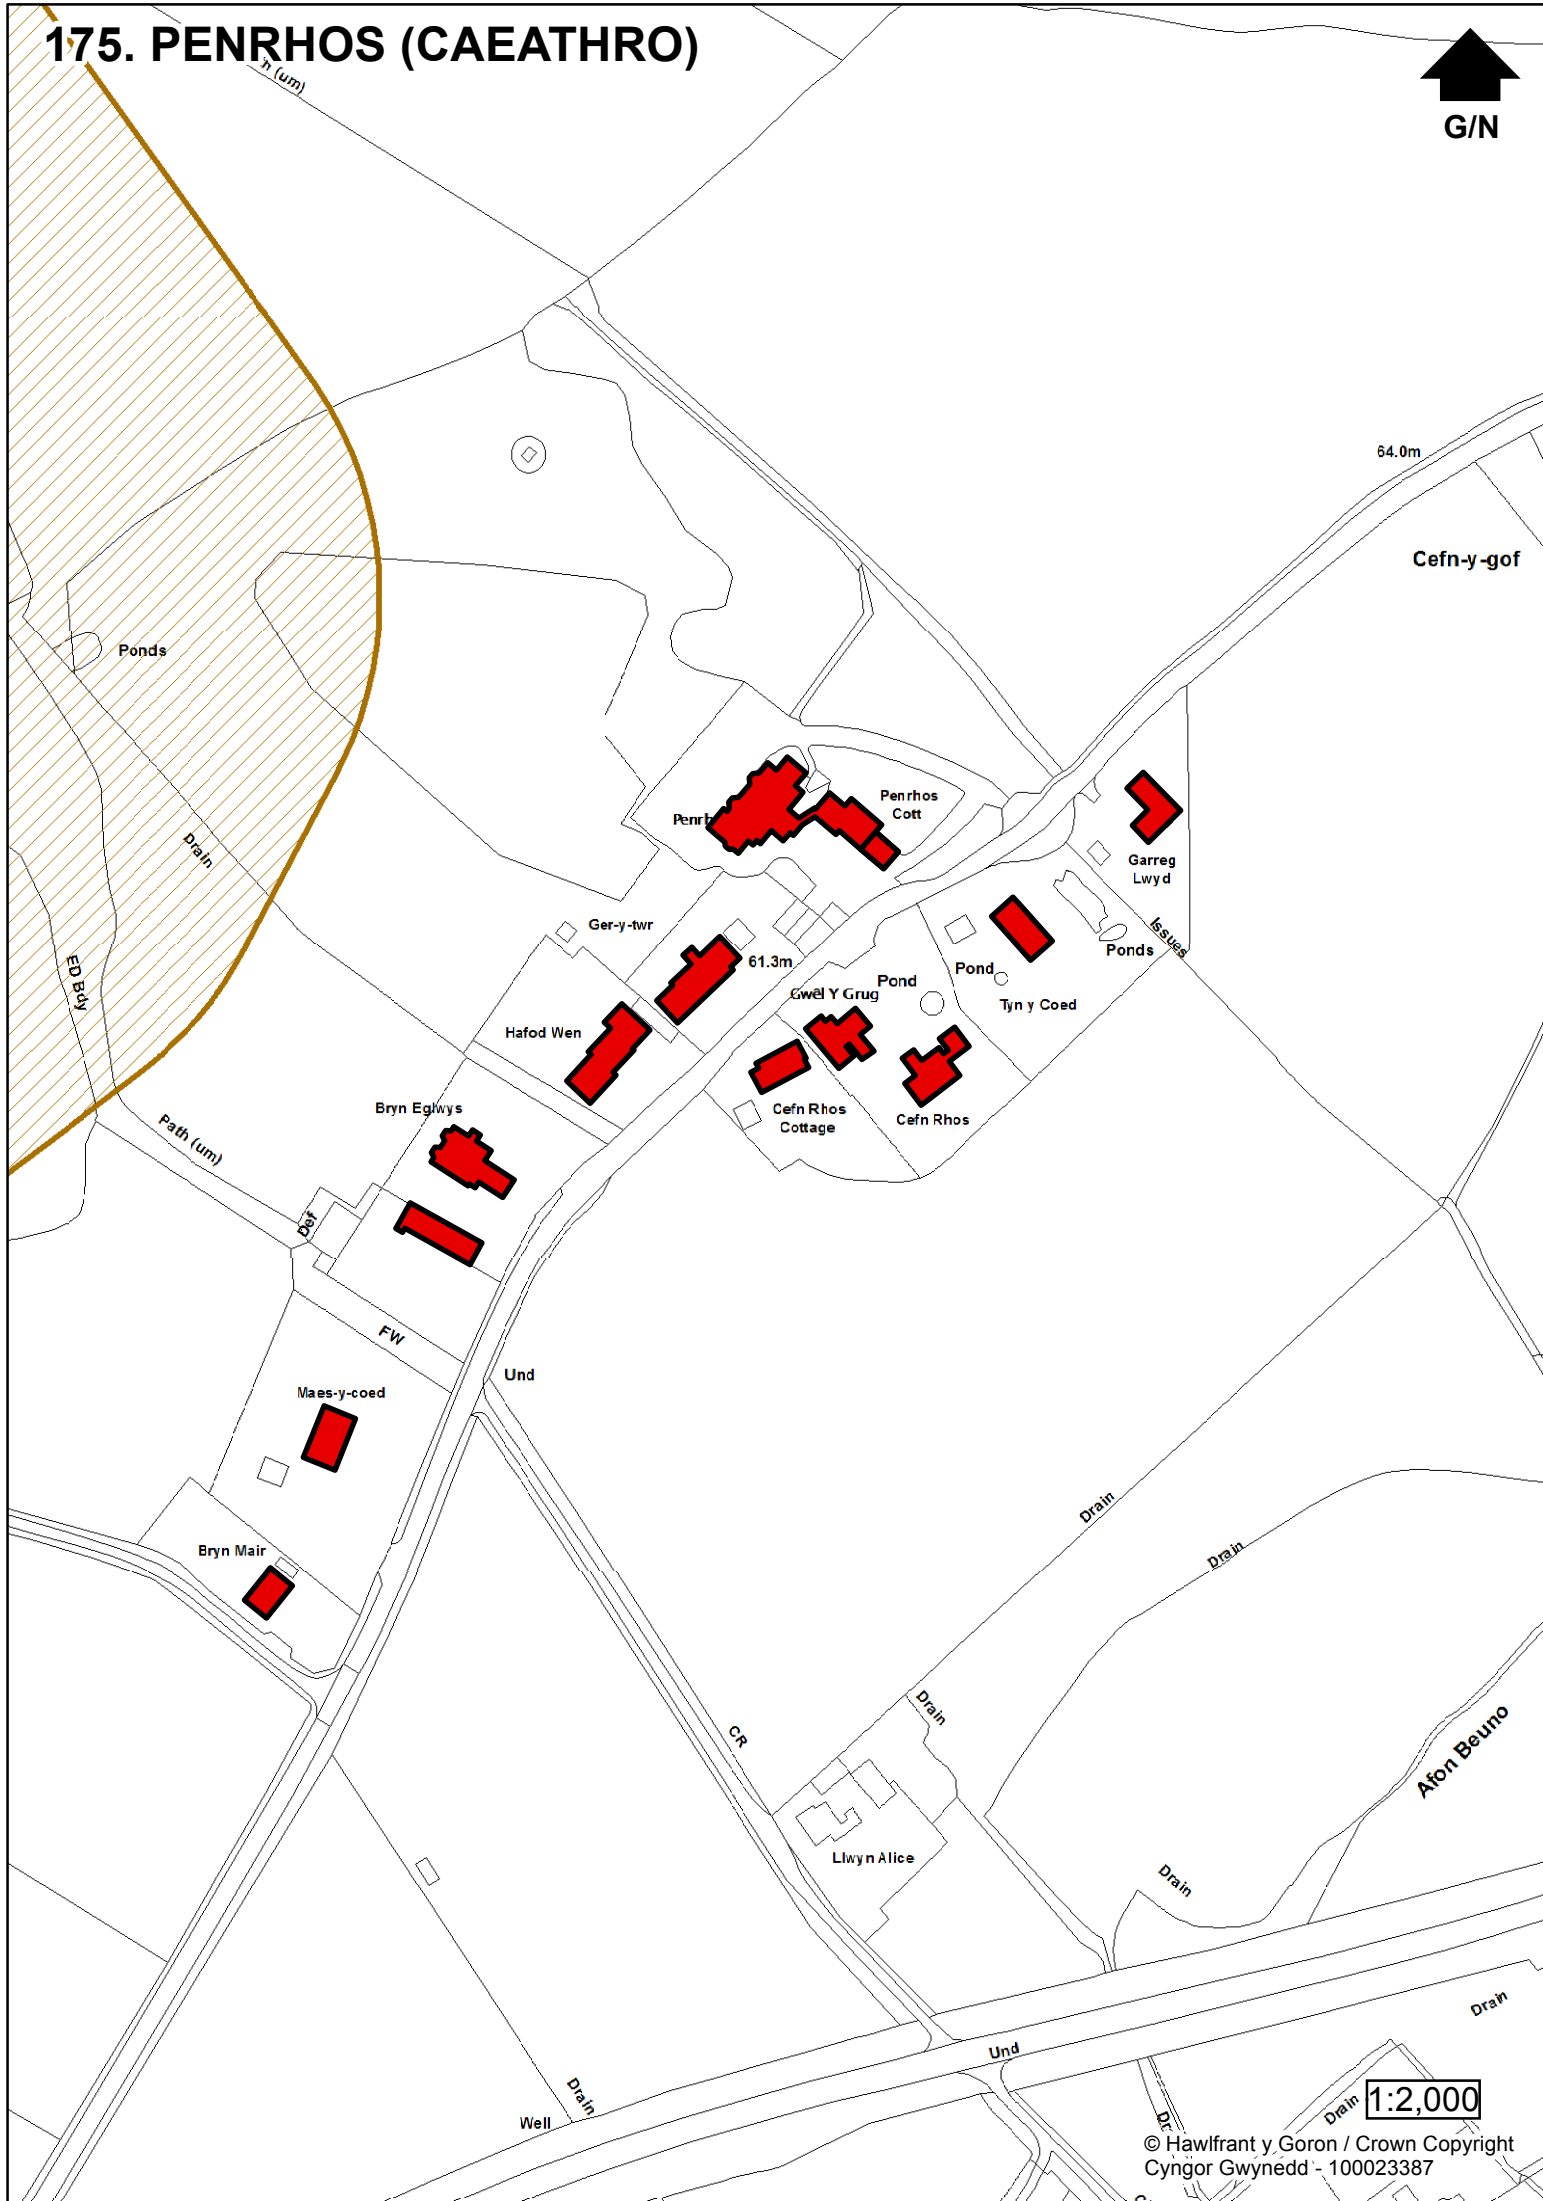 175. PENRHOS (CAEATHRO)
(um)
G/N
64.0m
Cefn-y-gof
Ponds
Penrhos
Cott
Drain
Garreg
Lwyd
Ger-y-twr
Issues
Ponds
61.3m
Pond
Pond
ED Bdy
Gwêl Y Grug
Tyn y Coed
Hafod Wen
Bryn Eglwys
Cefn Rhos
Cottage
Cefn Rhos
Path (um)
Def
FW
Und
Maes-y-coed
Drain
Drain
Bryn Mair
Drain
CR
Afon Beuno
Llwyn Alice
Drain
Drain
Und
Drain
Well
Drain
1:2,000
© Hawlfrant y Goron / Crown Copyright
Cyngor Gwynedd - 100023387